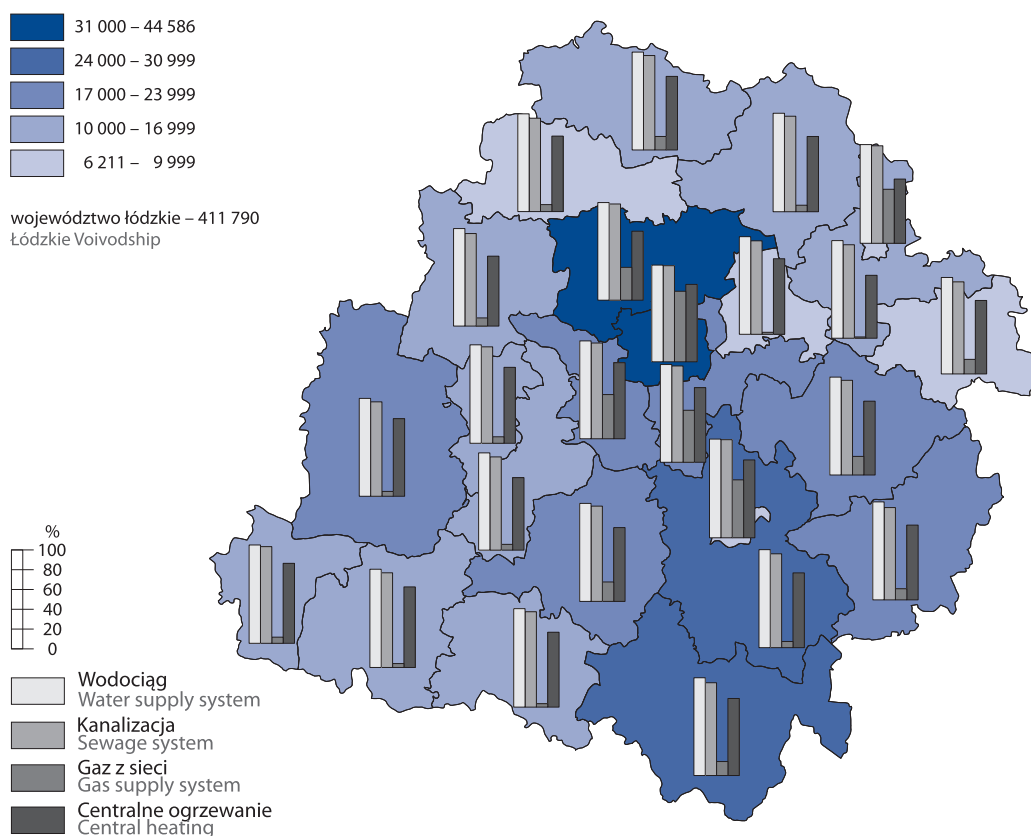 31 000 – 44 586
24 000 – 30 999
17 000 – 23 999
10 000 – 16 999
6 211 – 9 999
województwo łódzkie – 411 790
Łódzkie Voivodship
%
100
80
60
40
20
0
Wodociąg
Water supply system
Kanalizacja
Sewage system
Gaz z sieci
Gas supply system
Centralne ogrzewanie
Central heating